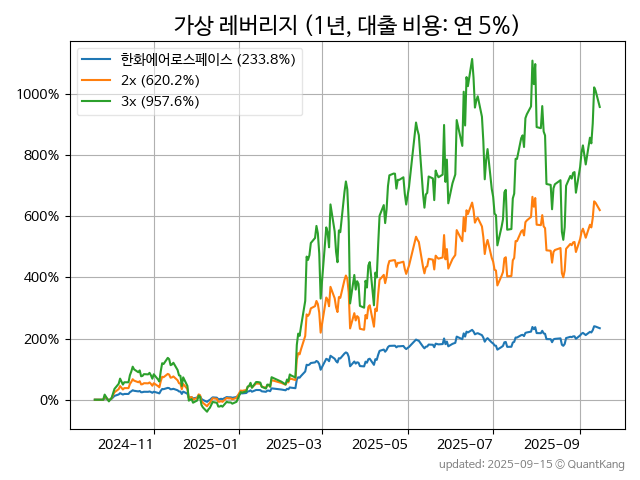 가상 레버리지 (1년, 대출 비용: 연 5%)
한화에어로스페이스 (233.8%)
2x (620.2%)
3x (957.6%)
1000%
800%
600%
400%
200%
0%
2024-11 2025-01 2025-03 2025-05 2025-07 2025-09
updated: 2025-09-15 © QuantKang